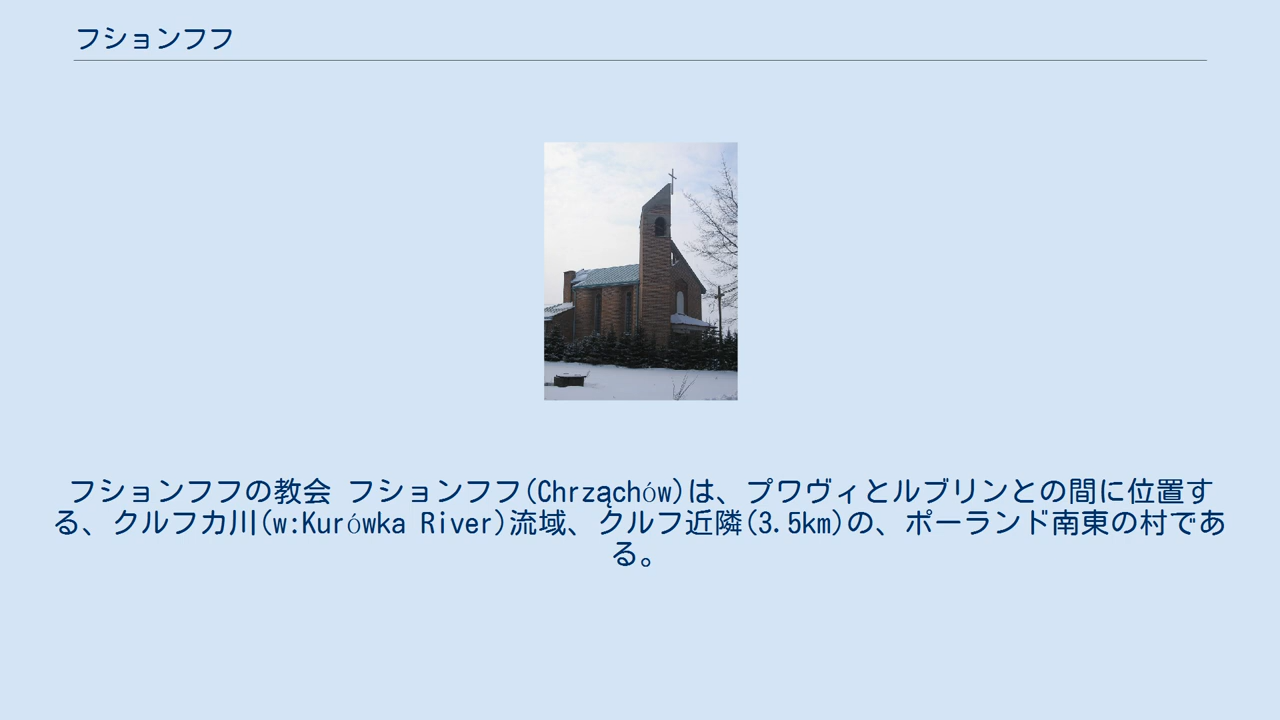 フションフフ
フションフフの教会 フションフフ(Chrząchów)は、プワヴィとルブリンとの間に位置す
る、クルフカ川(w:Kurówka River)流域、クルフ近隣(3.5km)の、ポーランド南東の村であ
る。